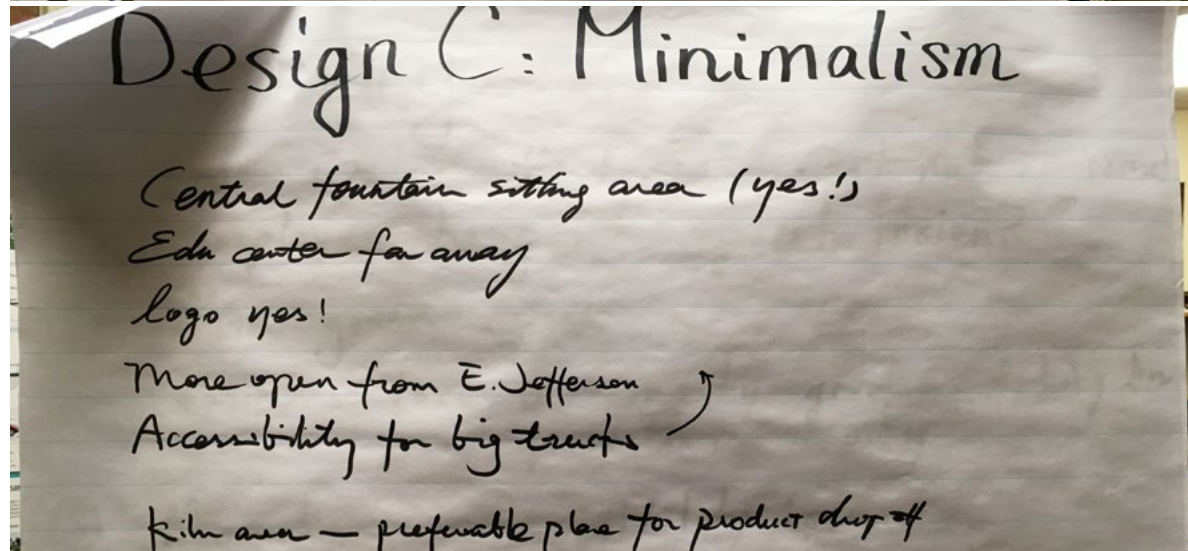 Design C: Minimalism
Central fountain sitting area (yes!)
Edu center far away
logo yes!
More open from E. Jefferson
Accessibility for big trucks
kiln area — preferable place for product drop off